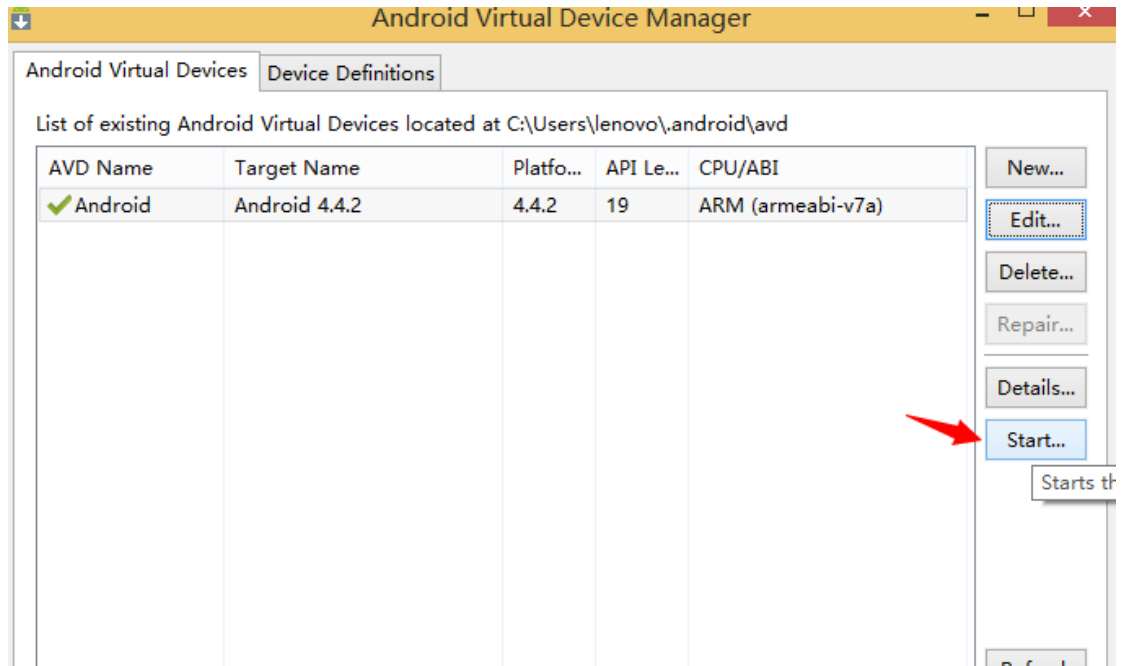 Android Virtual Device Manager
Android Virtual Devices
Device Definitions
List of existing Android Virtual Devices located at C:\Users\lenovo\.android\avd
AVD Name Target Name Platfo... API Le... CPU/ABI
Android Android 4.4.2 4.4.2 19 ARM (armeabi-v7a)
New...
Edit...
Delete...
Repair...
Details...
Start...
Starts th